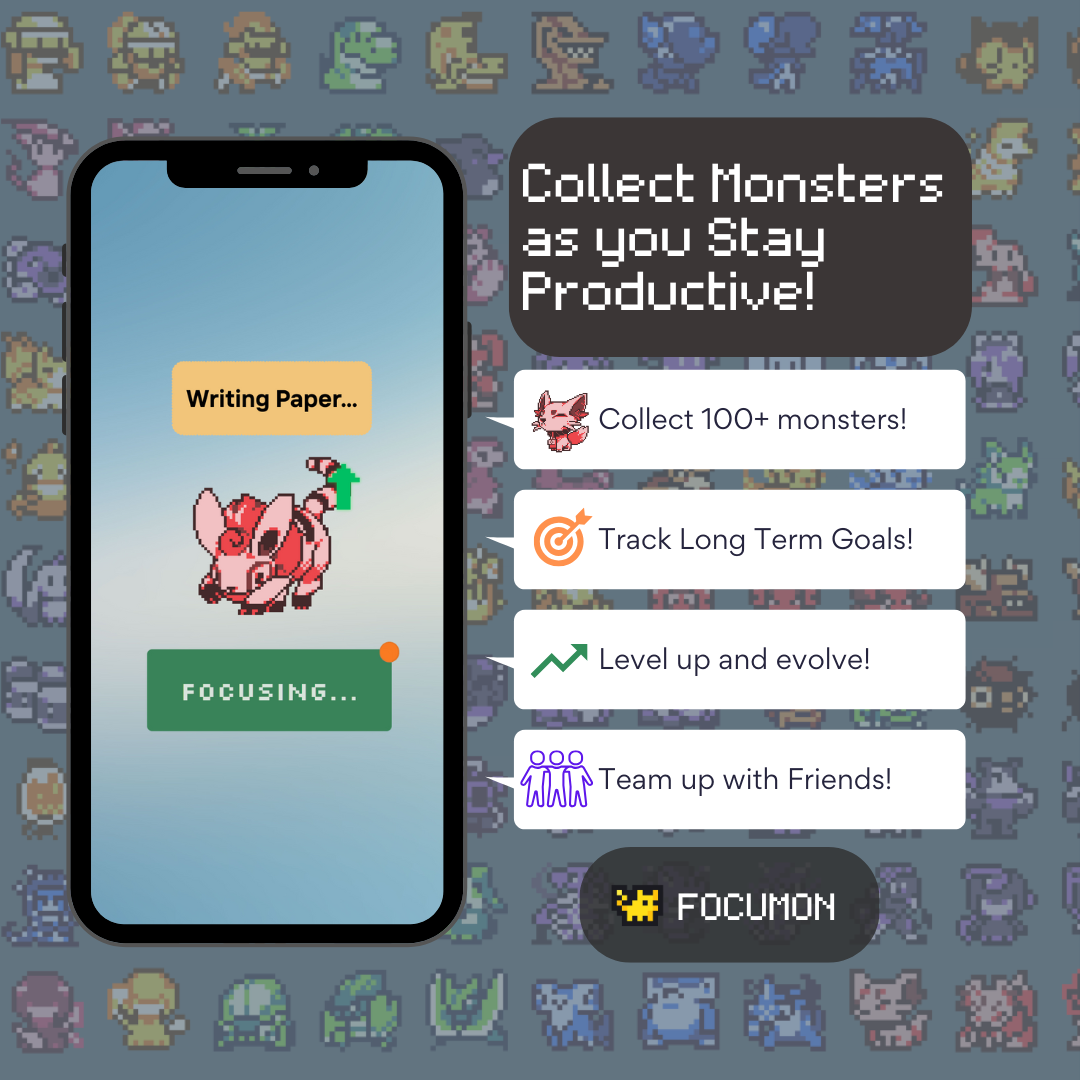 Collect Monsters
as you Stay
Productive!
Writing Paper...
FOCUSING...
Collect 100+ monsters!
Track Long Term Goals!
Level up and evolve!
Team up with Friends!
FOCUMON